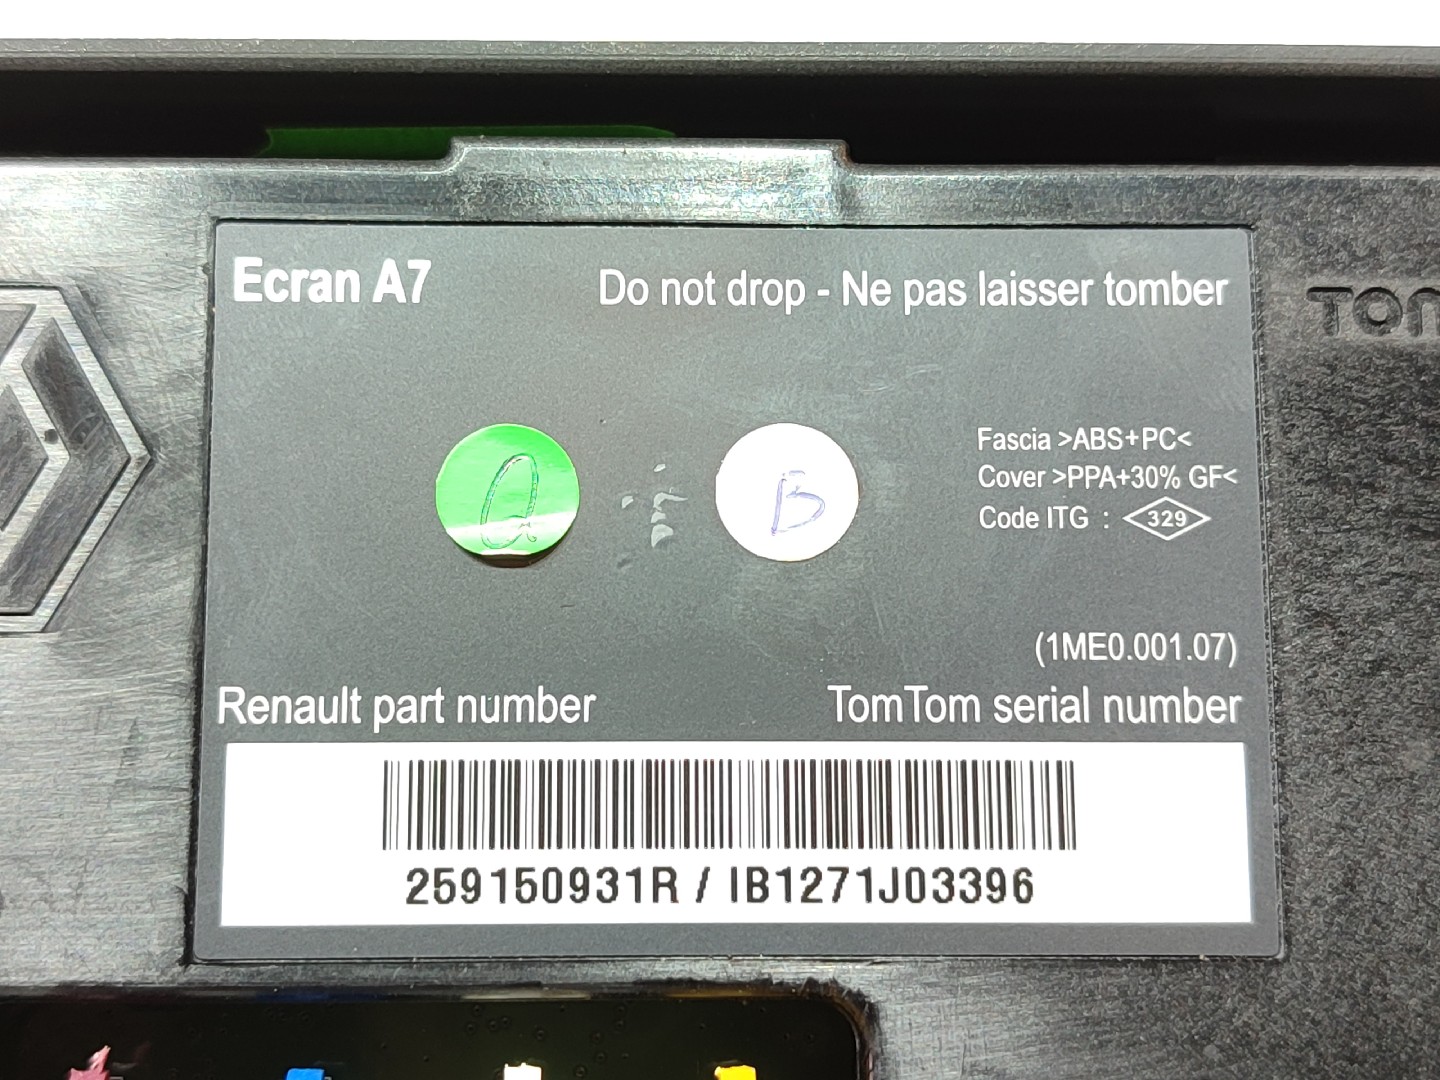 Ecran A7
Do not drop - Ne pas laisser tomber
Fascia >ABS+PC<
Cover >PPA+30% GF<
Code ITG : 329
B
(1ME0.001.07)
Renault part number
TomTom serial number
259150931R / IB1271J03396